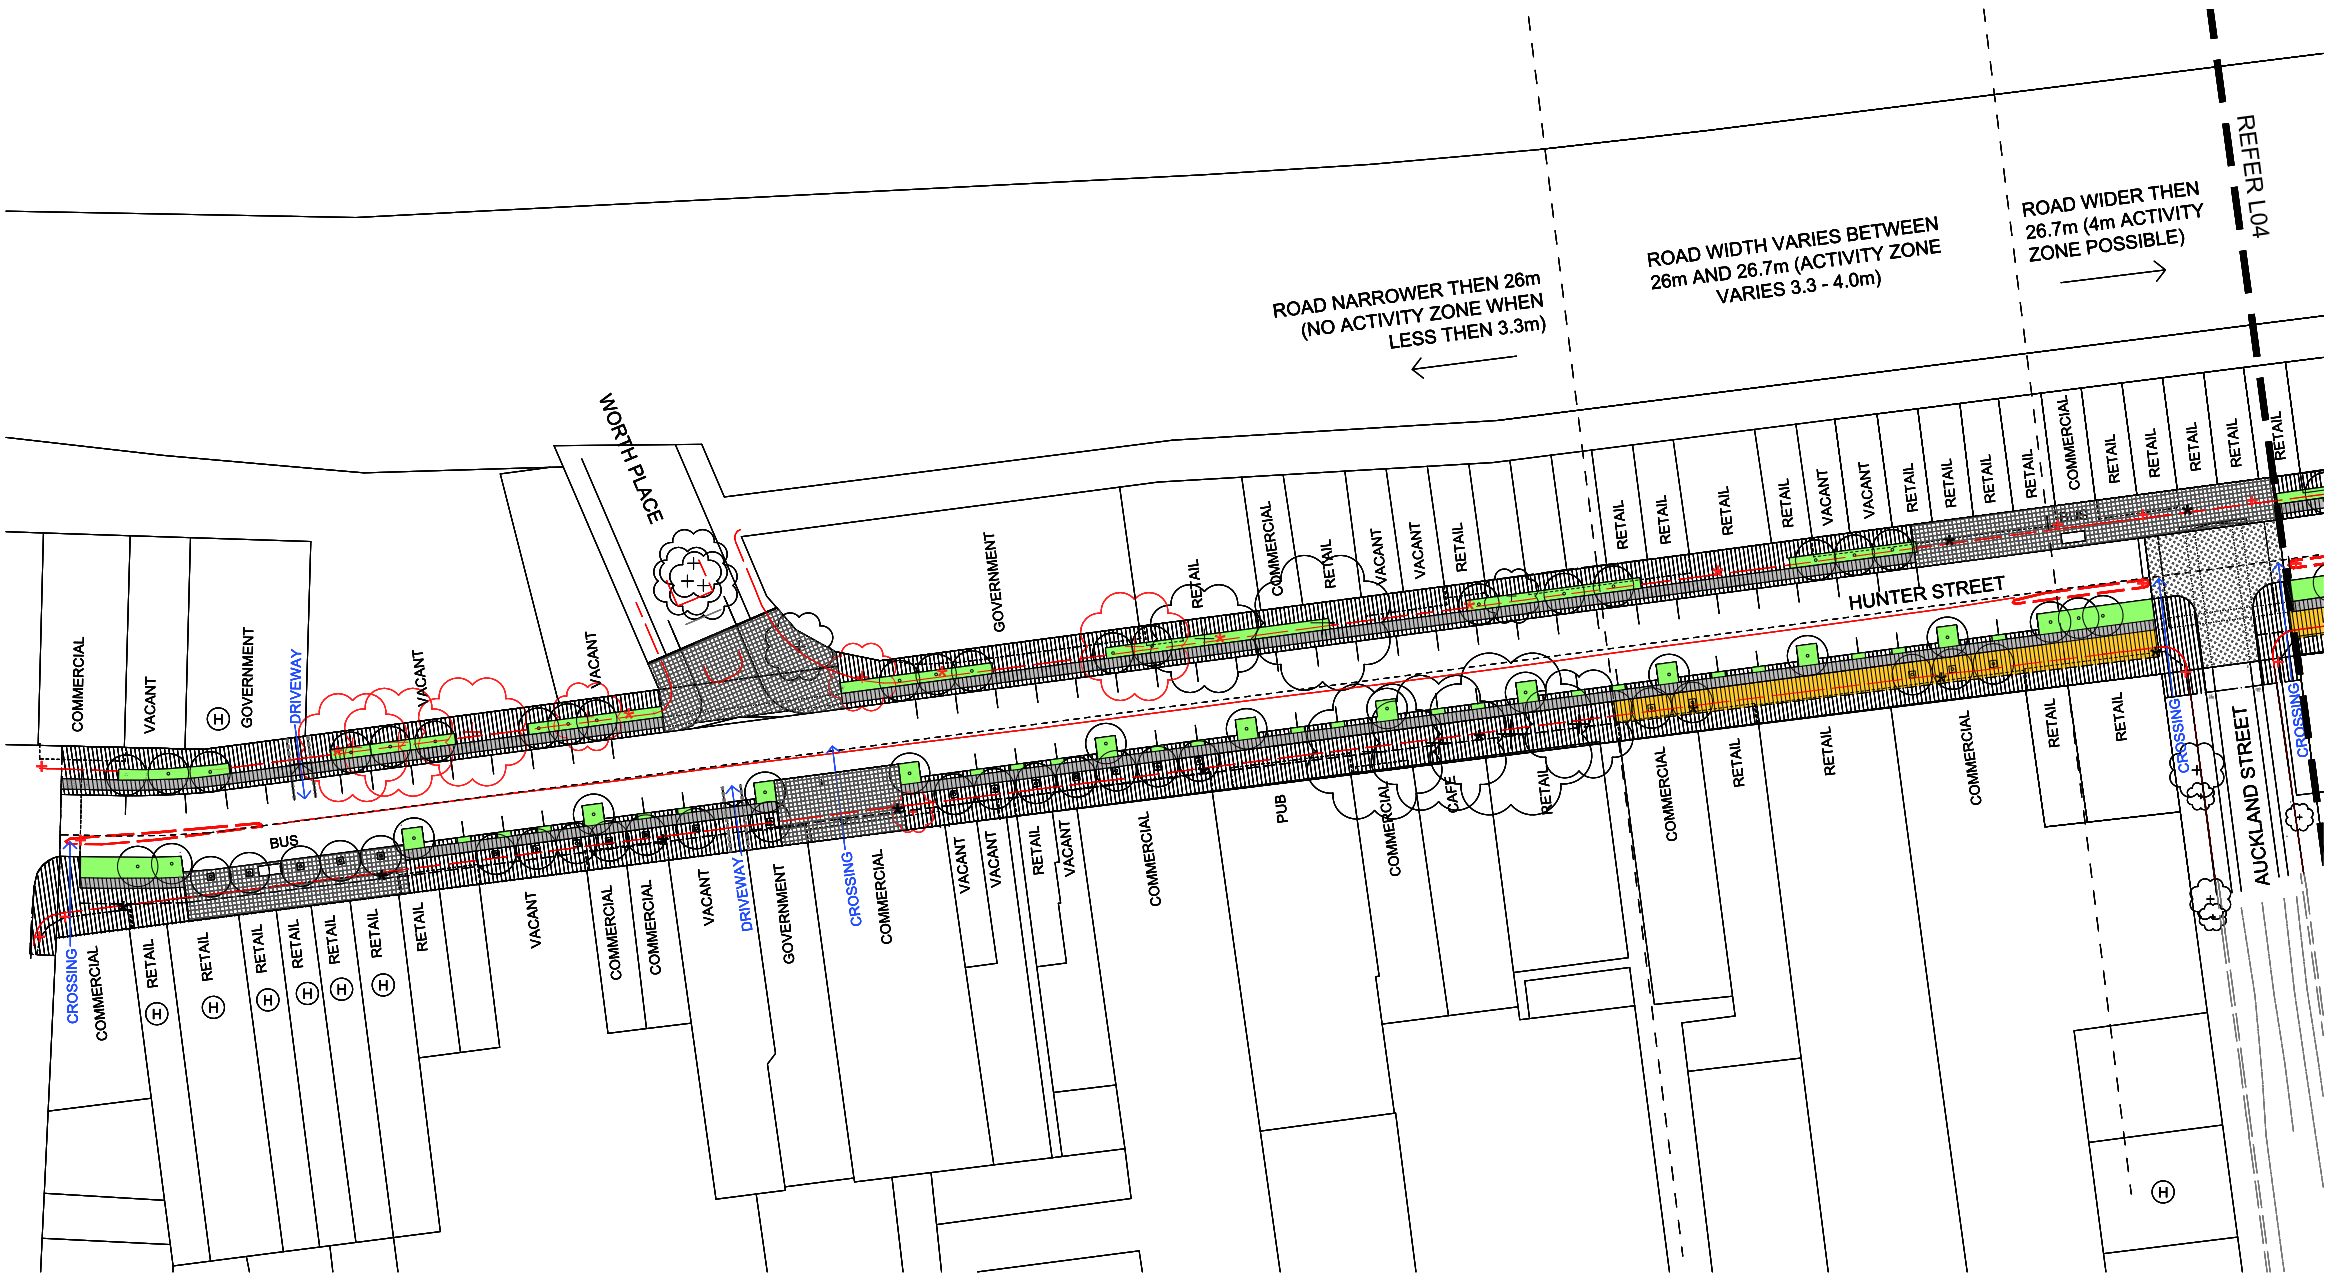 REFER L04
ROAD WIDER THEN
26.7m (4m ACTIVITY
ZONE POSSIBLE)
ROAD WIDTH VARIES BETWEEN
26m AND 26.7m (ACTIVITY ZONE
VARIES 3.3 - 4.0m)
ROAD NARROWER THEN 26m
(NO ACTIVITY ZONE WHEN
LESS THEN 3.3m)
WORTH PLACE
COMMERCIAL
VACANT
H
GOVERNMENT
DRIVEWAY
VACANT
VACANT
GOVERNMENT
RETAIL
COMMERCIAL
RETAIL
VACANT
VACANT
RETAIL
RETAIL
RETAIL
RETAIL
RETAIL
VACANT
VACANT
RETAIL
RETAIL
RETAIL
RETAIL
COMMERCIAL
RETAIL
RETAIL
RETAIL
RETAIL
RETAIL
HUNTER STREET
BUS
CROSSING
COMMERCIAL
RETAIL
H
RETAIL
H
RETAIL
H
RETAIL
H
RETAIL
H
RETAIL
H
RETAIL
VACANT
COMMERCIAL
COMMERCIAL
VACANT
DRIVEWAY
GOVERNMENT
CROSSING
COMMERCIAL
VACANT
VACANT
RETAIL
VACANT
COMMERCIAL
PUB
COMMERCIAL
CAFE
RETAIL
COMMERCIAL
RETAIL
RETAIL
COMMERCIAL
RETAIL
RETAIL
CROSSING
AUCKLAND STREET
CROSSING
H